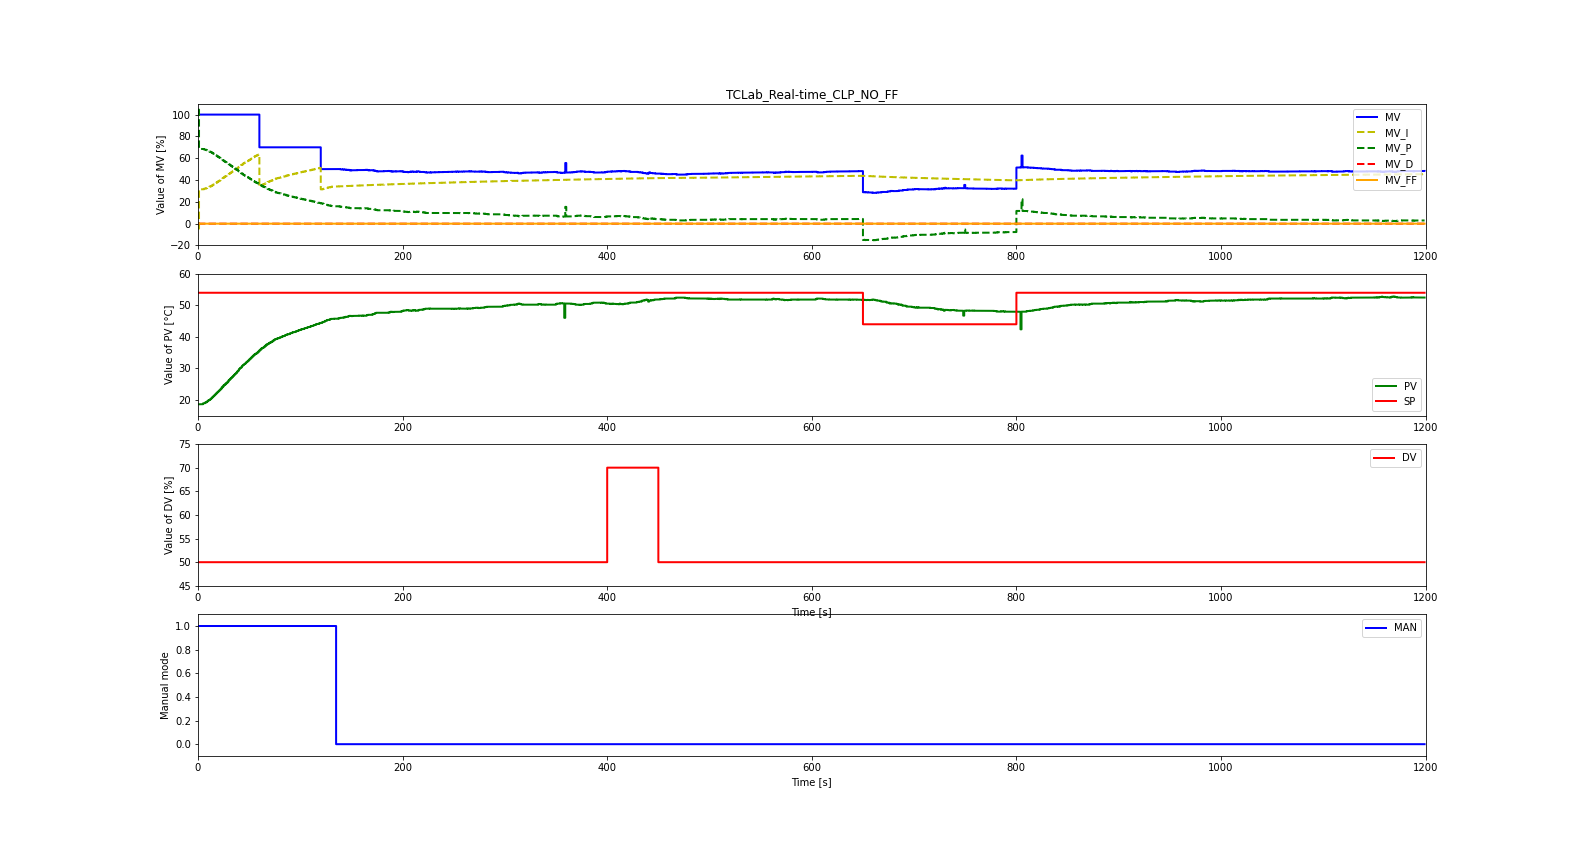 TCLab_Real-time_CLP_NO_FF
Value of MV [%]
100
80
60
40
20
0
−20
0 200 400 600 800 1000 1200
MV
MV_I
MV_P
MV_D
MV_FF
Value of PV [°C]
60
50
40
30
20
0 200 400 600 800 1000 1200
PV
SP
Value of DV [%]
75
70
65
60
55
50
45
0 200 400 600 800 1000 1200
Time [s]
DV
Manual mode
1.0
0.8
0.6
0.4
0.2
0.0
0 200 400 600 800 1000 1200
Time [s]
MAN